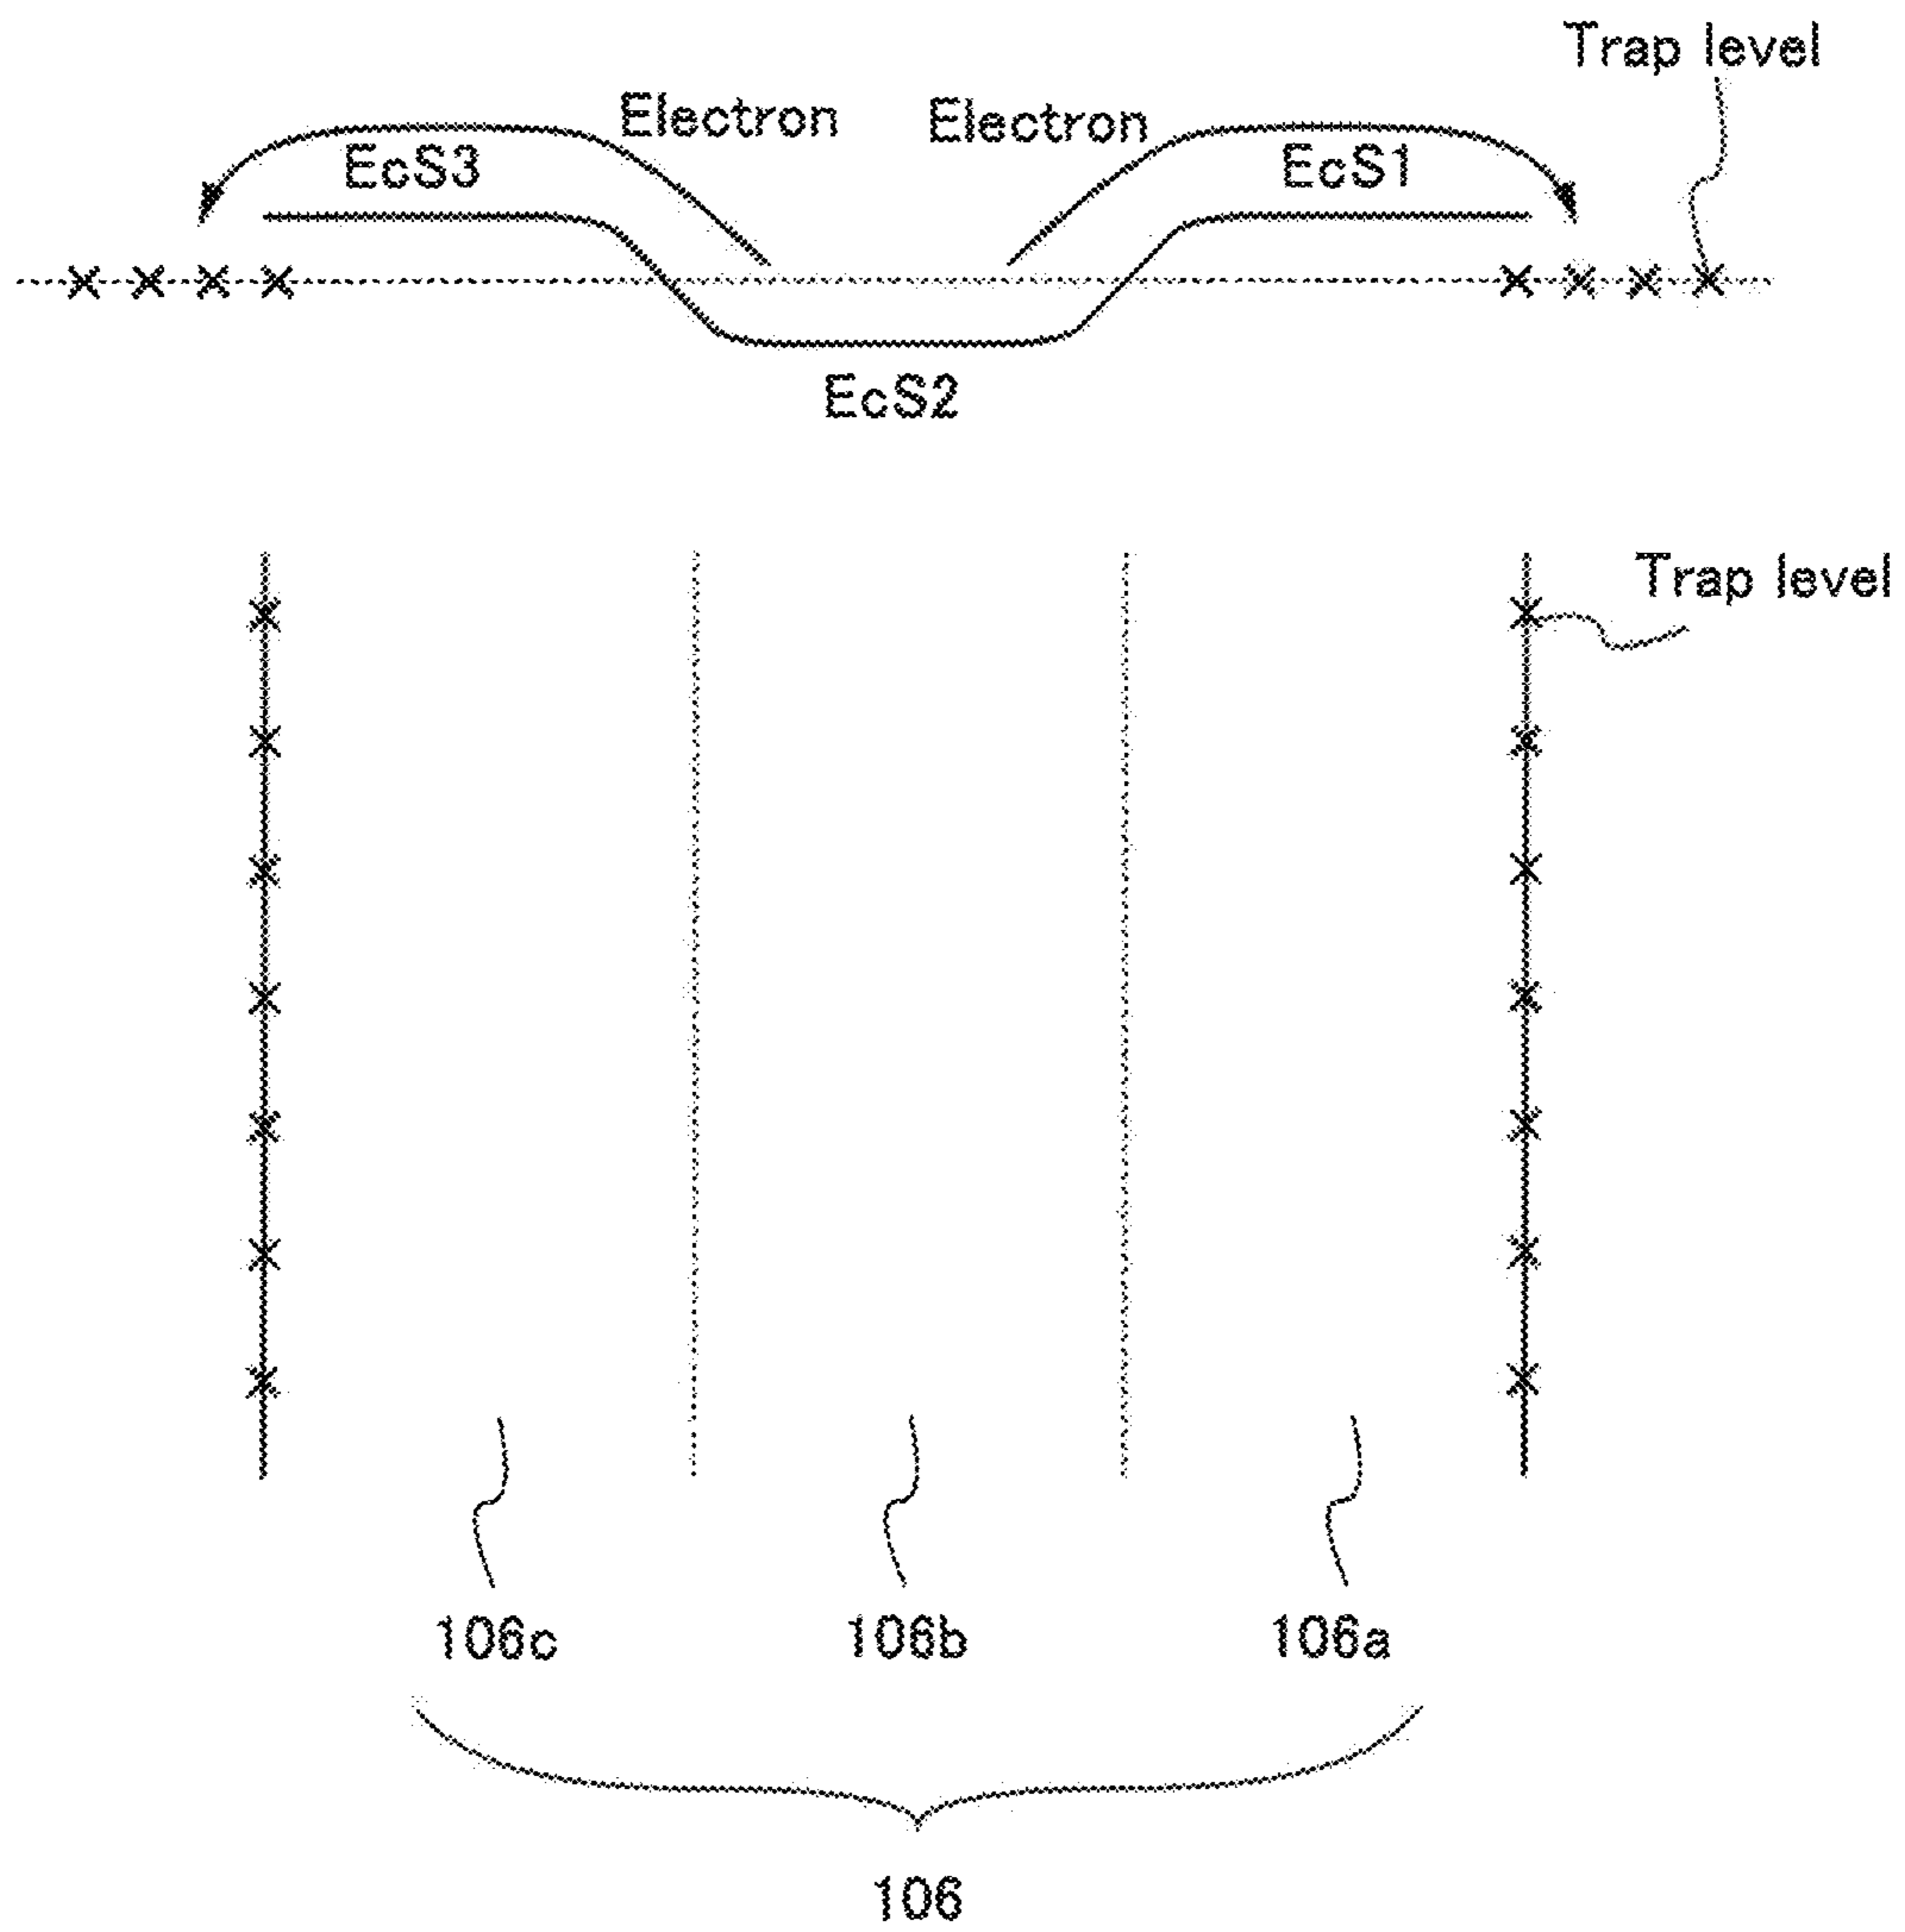 Trap level
Electron Electron
EcS3 EcS1
EcS2
Trap level
106c 106b 106a
106